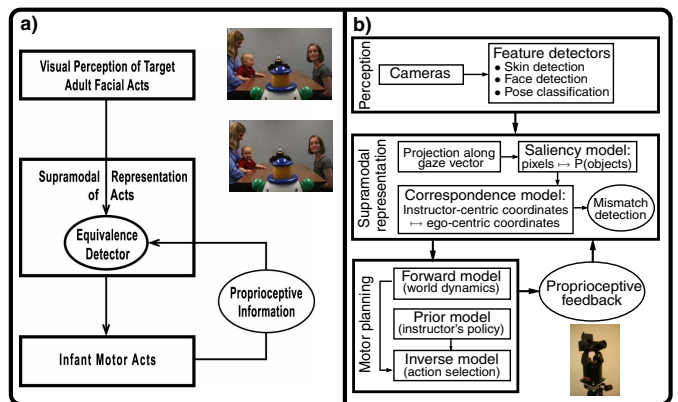 a)
Visual Perception of Target
Adult Facial Acts
Supramodal Representation
of Acts
Equivalence
Detector
Proprioceptive
Information
Infant Motor Acts
b)
Perception
Cameras
Feature detectors
● Skin detection
● Face detection
● Pose classification
Supramodal
representation
Projection along
gaze vector
Saliency model:
pixels ↦ P(objects)
Correspondence model:
Instructor-centric coordinates
↦ ego-centric coordinates
Mismatch
detection
Motor planning
Forward model
(world dynamics)
Prior model
(instructor's policy)
Inverse model
(action selection)
Proprioceptive
feedback